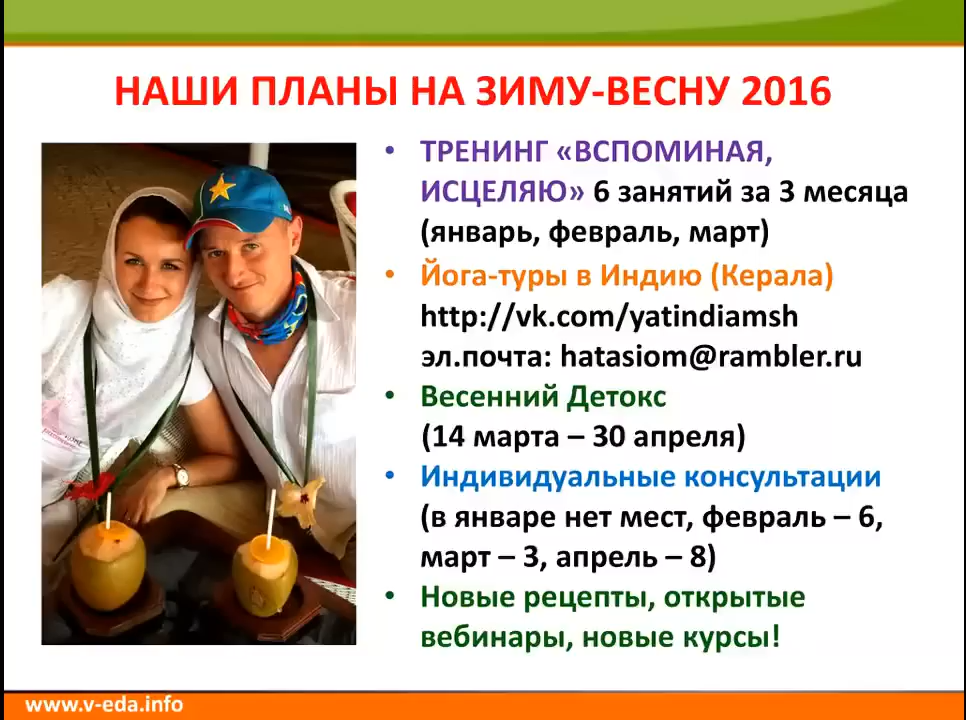 НАШИ ПЛАНЫ НА ЗИМУ-ВЕСНУ 2016
• ТРЕНИНГ «ВСПОМИНАЯ,
ИСЦЕЛЯЮ» 6 занятий за 3 месяца
(январь, февраль, март)
• Йога-туры в Индию (Керала)
http://vk.com/yatindiamsh
эл.почта: hatasiom@rambler.ru
• Весенний Детокс
(14 марта – 30 апреля)
• Индивидуальные консультации
(в январе нет мест, февраль – 6,
март – 3, апрель – 8)
• Новые рецепты, открытые
вебинары, новые курсы!
www.v-eda.info